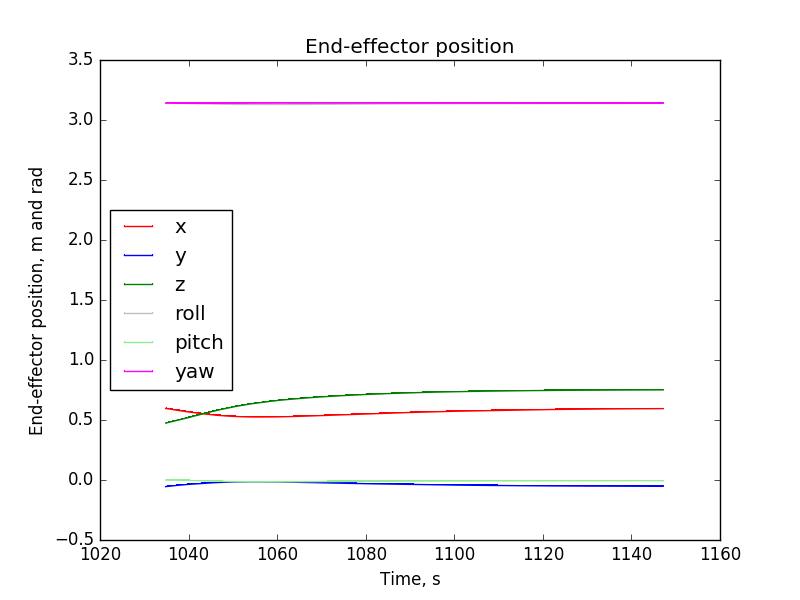 End-effector position
3.5
3.0
2.5
2.0
1.5
1.0
0.5
0.0
−0.5
End-effector position, m and rad
x
y
z
roll
pitch
yaw
1020 1040 1060 1080 1100 1120 1140 1160
Time, s